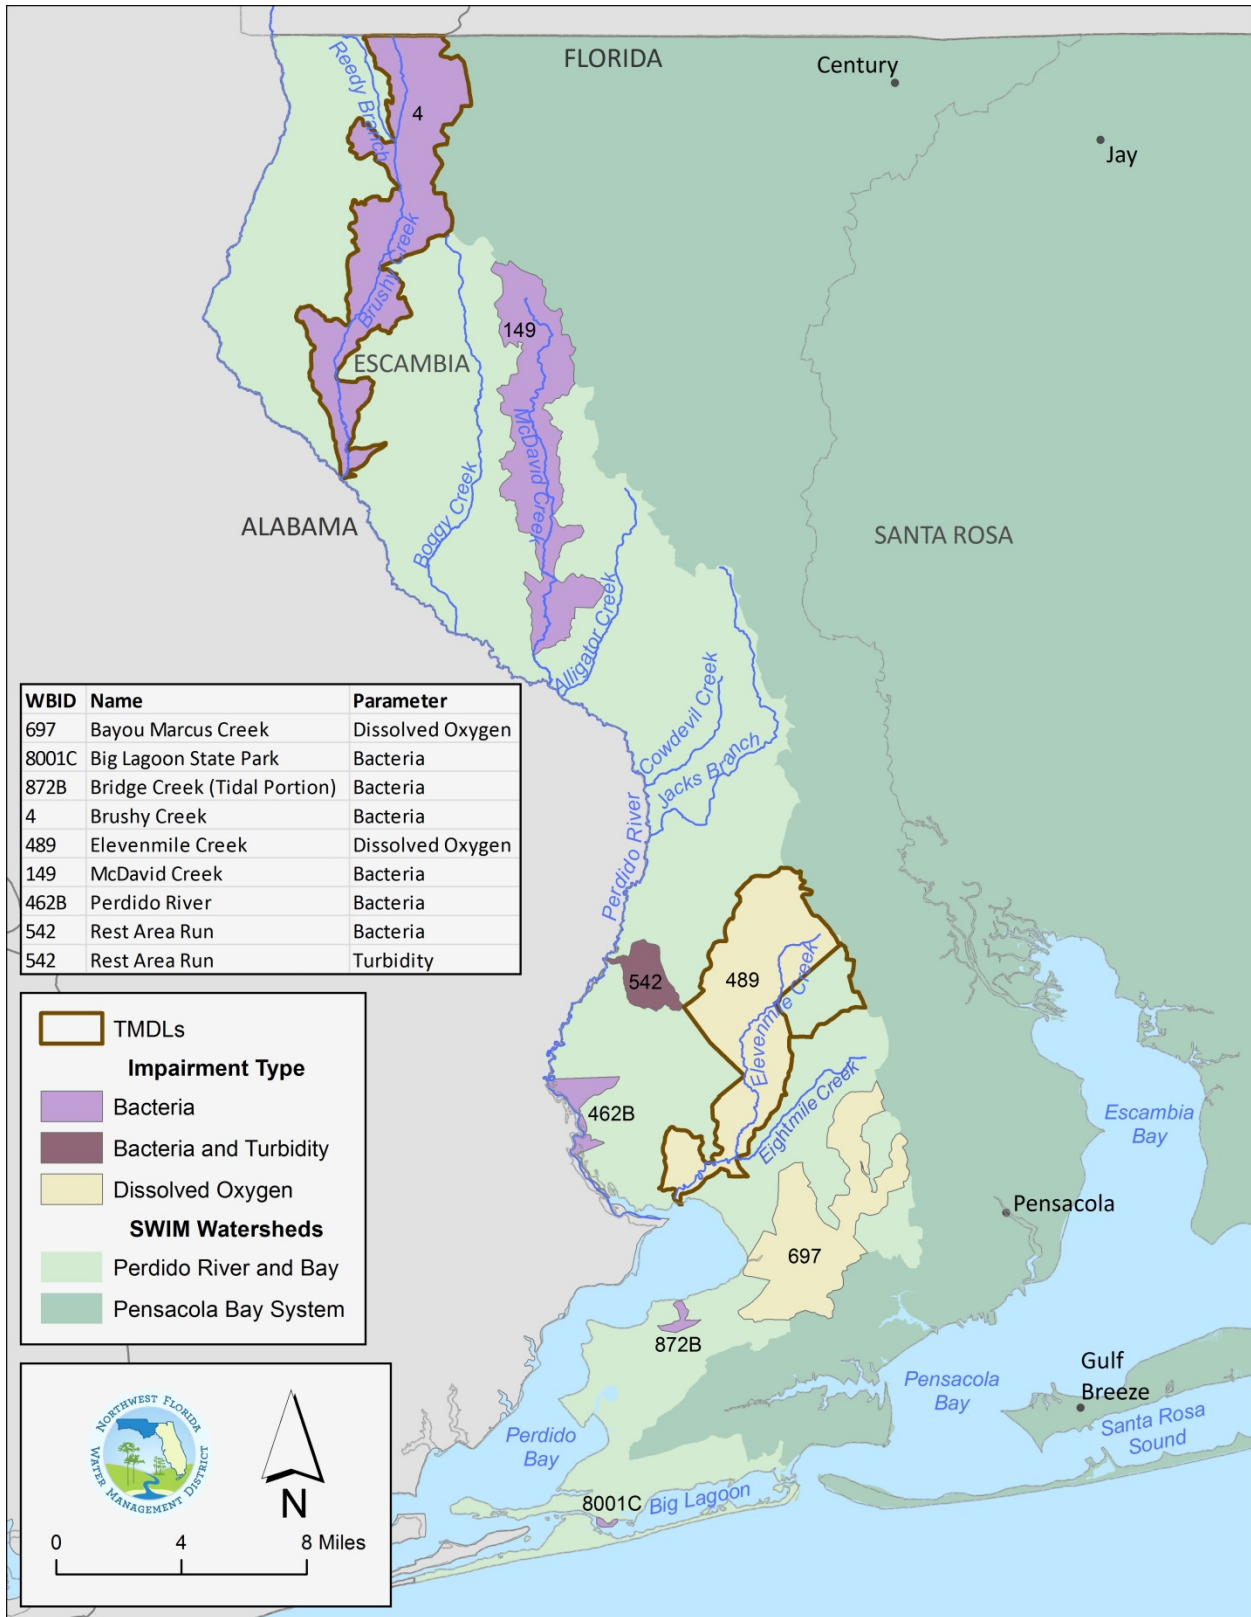 FLORIDA
Century
Jay
Reedy Branch
4
Brushy Creek
149
ESCAMBIA
McDavid Creek
Boggy Creek
ALABAMA
SANTA ROSA
Alligator Creek
Cowdevil Creek
Jacks Branch
Perdido River
WBID Name Parameter
697 Bayou Marcus Creek Dissolved Oxygen
8001C Big Lagoon State Park Bacteria
872B Bridge Creek (Tidal Portion) Bacteria
4 Brushy Creek Bacteria
489 Elevenmile Creek Dissolved Oxygen
149 McDavid Creek Bacteria
462B Perdido River Bacteria
542 Rest Area Run Bacteria
542 Rest Area Run Turbidity
542
489
Elevenmile Creek
Eightmile Creek
462B
Escambia
Bay
Pensacola
697
872B
Gulf
Breeze
Pensacola
Bay
Santa Rosa
Sound
Perdido
Bay
8001C
Big Lagoon
TMDLs
Impairment Type
Bacteria
Bacteria and Turbidity
Dissolved Oxygen
SWIM Watersheds
Perdido River and Bay
Pensacola Bay System
NORTHWEST FLORIDA
WATER MANAGEMENT DISTRICT
N
0 4 8 Miles